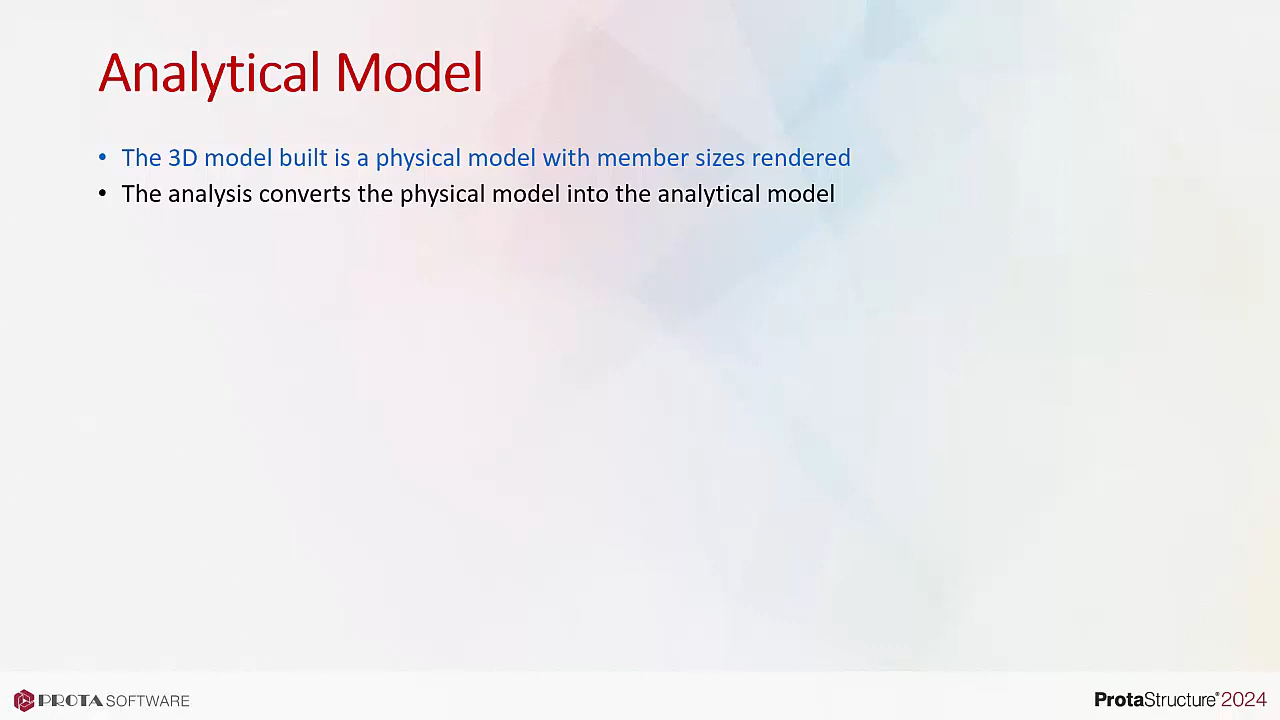 Analytical Model
• The 3D model built is a physical model with member sizes rendered
• The analysis converts the physical model into the analytical model
PROTA SOFTWARE
ProtaStructure® 2024